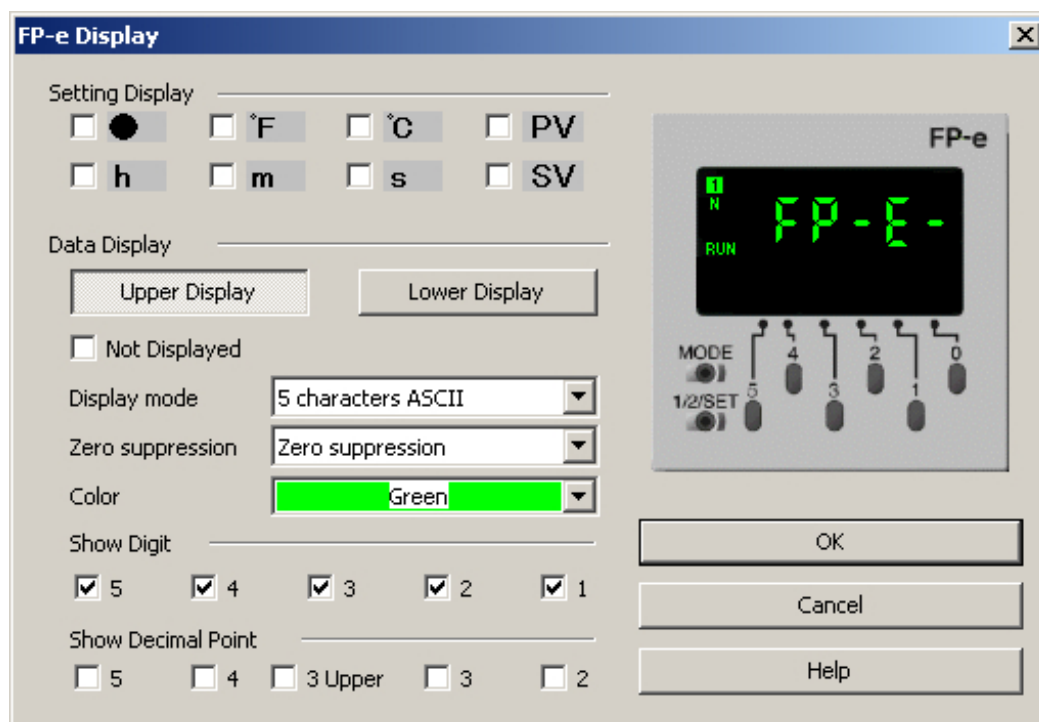 FP-e Display
Setting Display
●  °F  °C  PV
h  m  s  SV
Data Display
Upper Display  Lower Display
Not Displayed
Display mode  5 characters ASCII
Zero suppression  Zero suppression
Color  Green
Show Digit
5  4  3  2  1
Show Decimal Point
5  4  3 Upper  3  2
FP-e
1
N
FP-E-
RUN
MODE
4  2  0
1/2/SET  5  3  1
OK
Cancel
Help